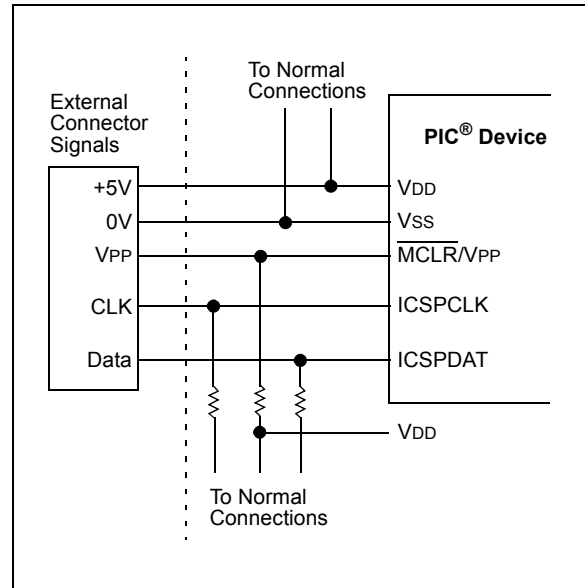 To Normal
Connections
External
Connector
Signals
PIC® Device
+5V
VDD
0V
VSS
VPP
MCLR/VPP
CLK
ICSPCLK
Data
ICSPDAT
VDD
To Normal
Connections